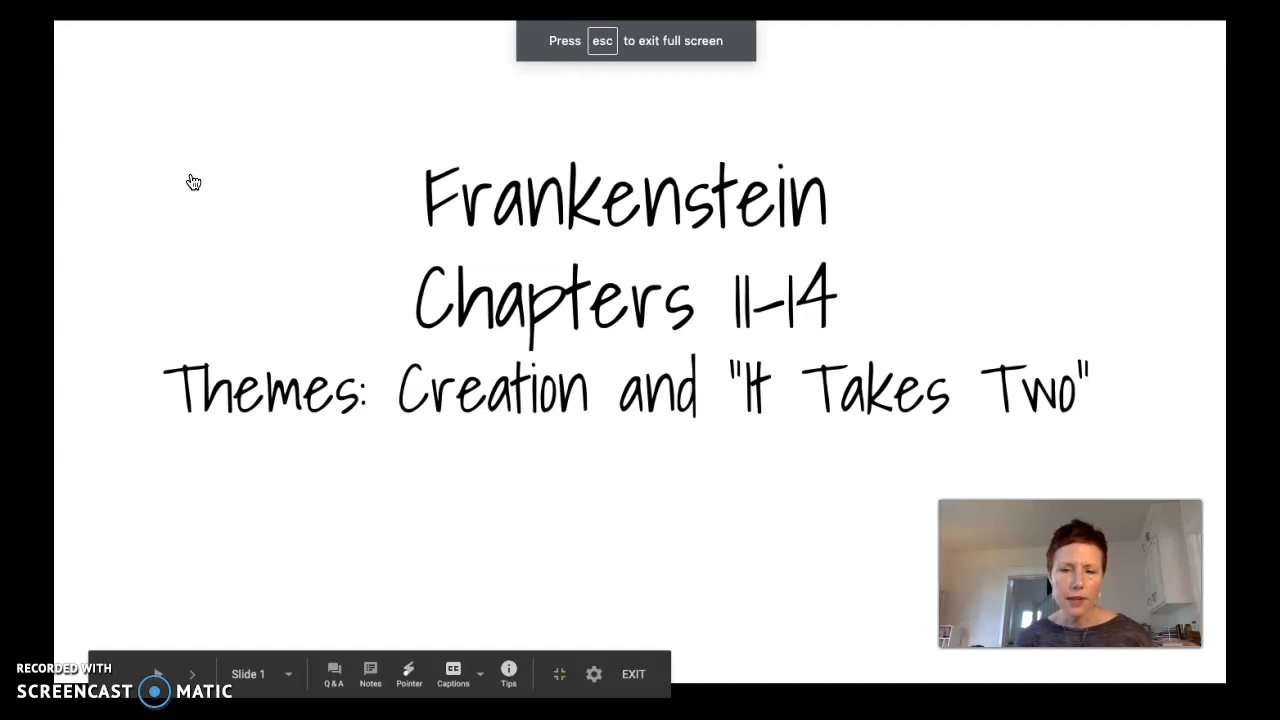 Press esc to exit full screen
Frankenstein
Chapters 11-14
Themes: Creation and "It Takes Two"
RECORDED WITH
SCREENCAST MATIC
Slide 1
Q & A
Notes
Pointer
Captions
Tips
EXIT